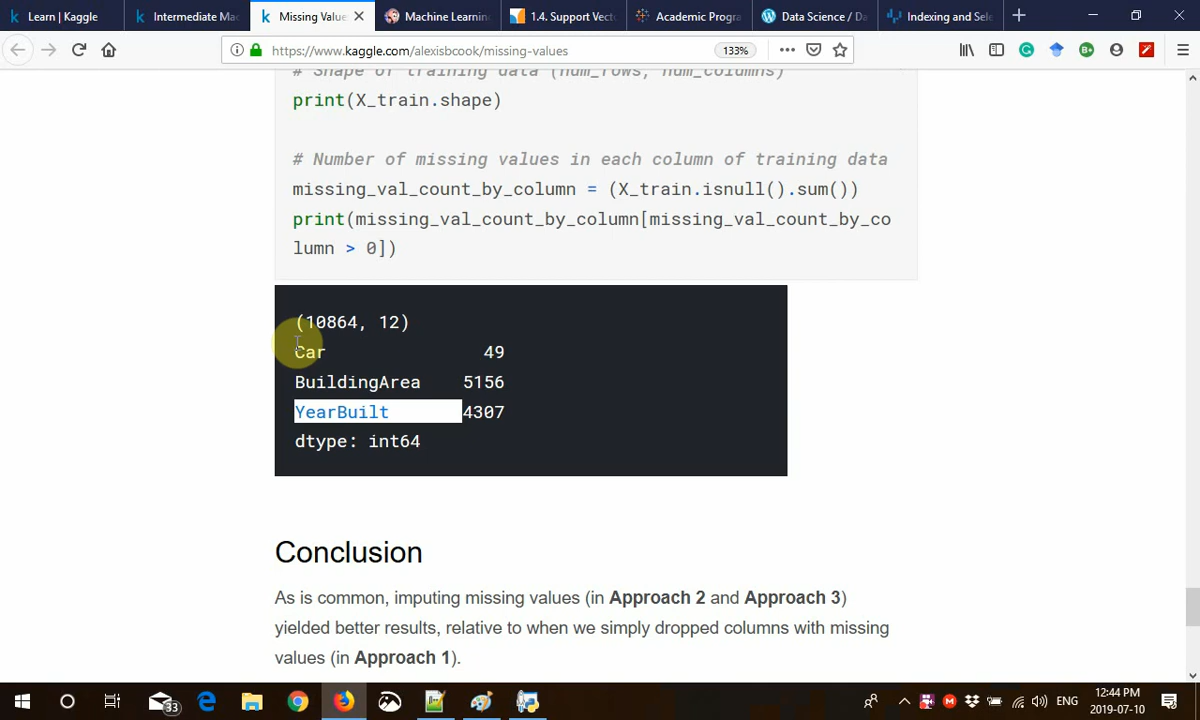 Learn | Kaggle
Intermediate Ma
Missing Value
Machine Learnin
1.4. Support Vect
Academic Progra
Data Science / Da
Indexing and Sele
https://www.kaggle.com/alexisbcook/missing-values
133%
# Shape of training data (num_rows, num_columns)
print(X_train.shape)
# Number of missing values in each column of training data
missing_val_count_by_column = (X_train.isnull().sum())
print(missing_val_count_by_column[missing_val_count_by_co
lumn > 0])
(10864, 12)
Car 49
BuildingArea 5156
YearBuilt 4307
dtype: int64
Conclusion
As is common, imputing missing values (in Approach 2 and Approach 3)
yielded better results, relative to when we simply dropped columns with missing
values (in Approach 1).
33
ENG
12:44 PM
2019-07-10